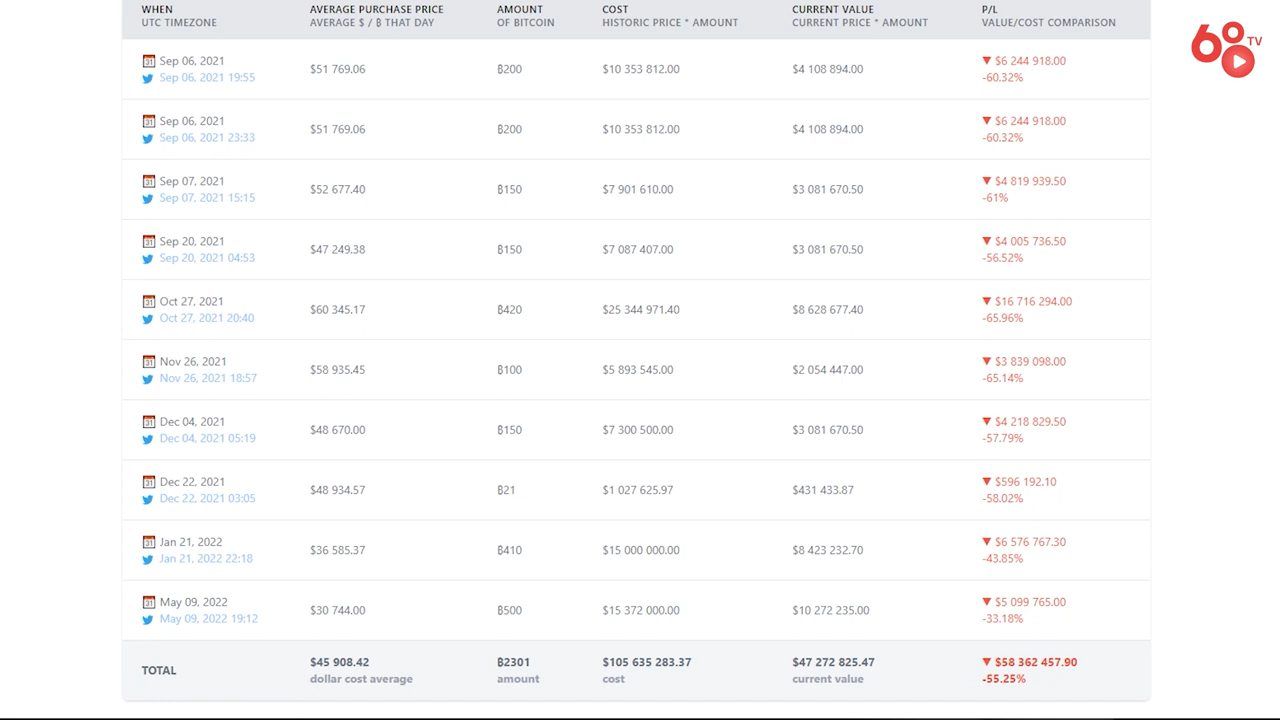 WHEN AVERAGE PURCHASE PRICE AMOUNT COST CURRENT VALUE P/L
UTC TIMEZONE AVERAGE $ / ₿ THAT DAY OF BITCOIN HISTORIC PRICE * AMOUNT CURRENT PRICE * AMOUNT VALUE/COST COMPARISON
68 TV
31 Sep 06, 2021 ▼ $6 244 918.00
$51 769.06 ₿200 $10 353 812.00 $4 108 894.00
Sep 06, 2021 19:55 -60.32%
31 Sep 06, 2021 ▼ $6 244 918.00
$51 769.06 ₿200 $10 353 812.00 $4 108 894.00
Sep 06, 2021 23:33 -60.32%
31 Sep 07, 2021 ▼ $4 819 939.50
$52 677.40 ₿150 $7 901 610.00 $3 081 670.50
Sep 07, 2021 15:15 -61%
31 Sep 20, 2021 ▼ $4 005 736.50
$47 249.38 ₿150 $7 087 407.00 $3 081 670.50
Sep 20, 2021 04:53 -56.52%
31 Oct 27, 2021 ▼ $16 716 294.00
$60 345.17 ₿420 $25 344 971.40 $8 628 677.40
Oct 27, 2021 20:40 -65.96%
31 Nov 26, 2021 ▼ $3 839 098.00
$58 935.45 ₿100 $5 893 545.00 $2 054 447.00
Nov 26, 2021 18:57 -65.14%
31 Dec 04, 2021 ▼ $4 218 829.50
$48 670.00 ₿150 $7 300 500.00 $3 081 670.50
Dec 04, 2021 05:19 -57.79%
31 Dec 22, 2021 ▼ $596 192.10
$48 934.57 ₿21 $1 027 625.97 $431 433.87
Dec 22, 2021 03:05 -58.02%
31 Jan 21, 2022 ▼ $6 576 767.30
$36 585.37 ₿410 $15 000 000.00 $8 423 232.70
Jan 21, 2022 22:18 -43.85%
31 May 09, 2022 ▼ $5 099 765.00
$30 744.00 ₿500 $15 372 000.00 $10 272 235.00
May 09, 2022 19:12 -33.18%
$45 908.42 ₿2301 $105 635 283.37 $47 272 825.47 ▼ $58 362 457.90
TOTAL
dollar cost average amount cost current value -55.25%